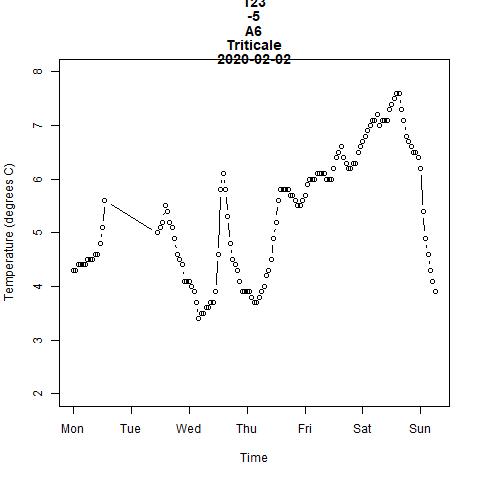 123
-5
A6
Triticale
2020-02-02
Temperature (degrees C)
8
7
6
5
4
3
2
Mon Tue Wed Thu Fri Sat Sun
Time